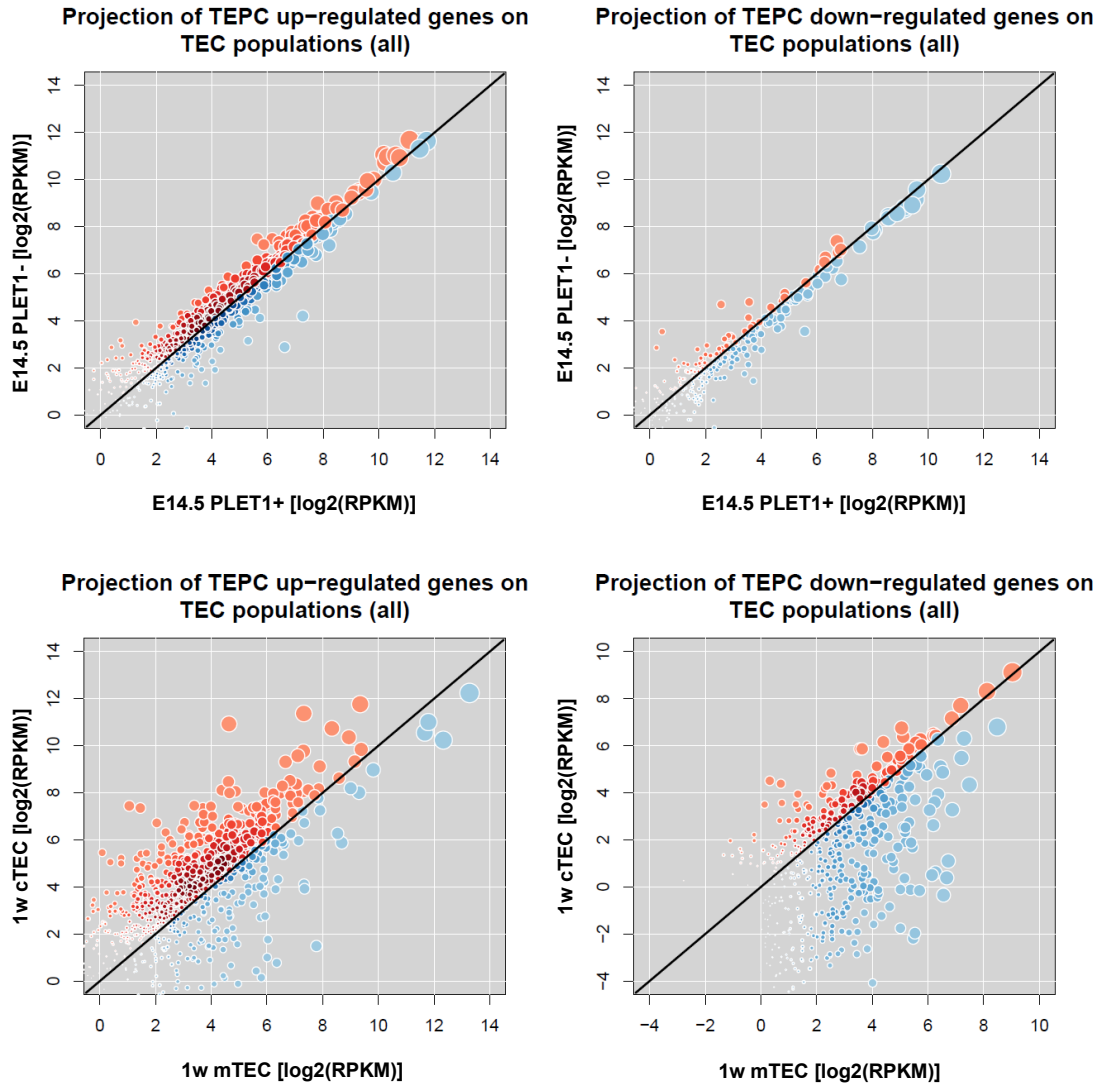 Projection of TEPC up−regulated genes on
TEC populations (all)
E14.5 PLET1- [log2(RPKM)]
14
12
10
8
6
4
2
0
0 2 4 6 8 10 12 14
E14.5 PLET1+ [log2(RPKM)]
Projection of TEPC down−regulated genes on
TEC populations (all)
E14.5 PLET1- [log2(RPKM)]
14
12
10
8
6
4
2
0
0 2 4 6 8 10 12 14
E14.5 PLET1+ [log2(RPKM)]
Projection of TEPC up−regulated genes on
TEC populations (all)
1w cTEC [log2(RPKM)]
14
12
10
8
6
4
2
0
0 2 4 6 8 10 12 14
1w mTEC [log2(RPKM)]
Projection of TEPC down−regulated genes on
TEC populations (all)
1w cTEC [log2(RPKM)]
10
8
6
4
2
0
−2
−4
−4 −2 0 2 4 6 8 10
1w mTEC [log2(RPKM)]